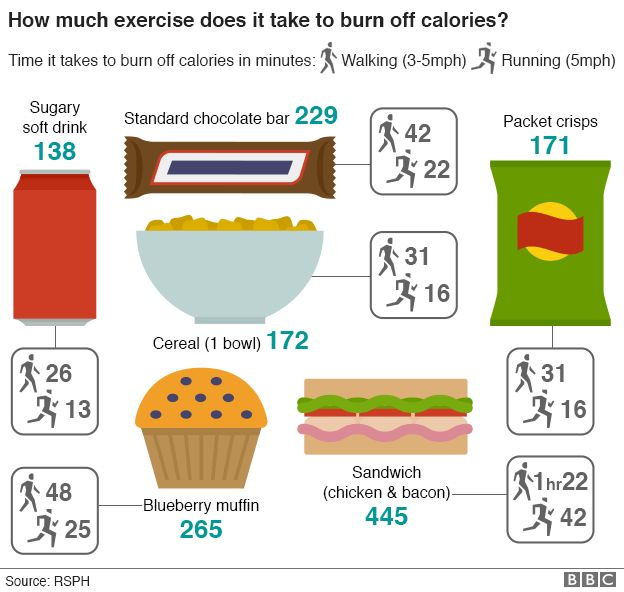 How much exercise does it take to burn off calories?
Time it takes to burn off calories in minutes: Walking (3-5mph) Running (5mph)
Sugary
soft drink
138
26
13
Standard chocolate bar 229
42
22
Packet crisps
171
31
16
Cereal (1 bowl) 172
31
16
Blueberry muffin
265
48
25
Sandwich
(chicken & bacon)
445
1hr22
42
Source: RSPH
BBC